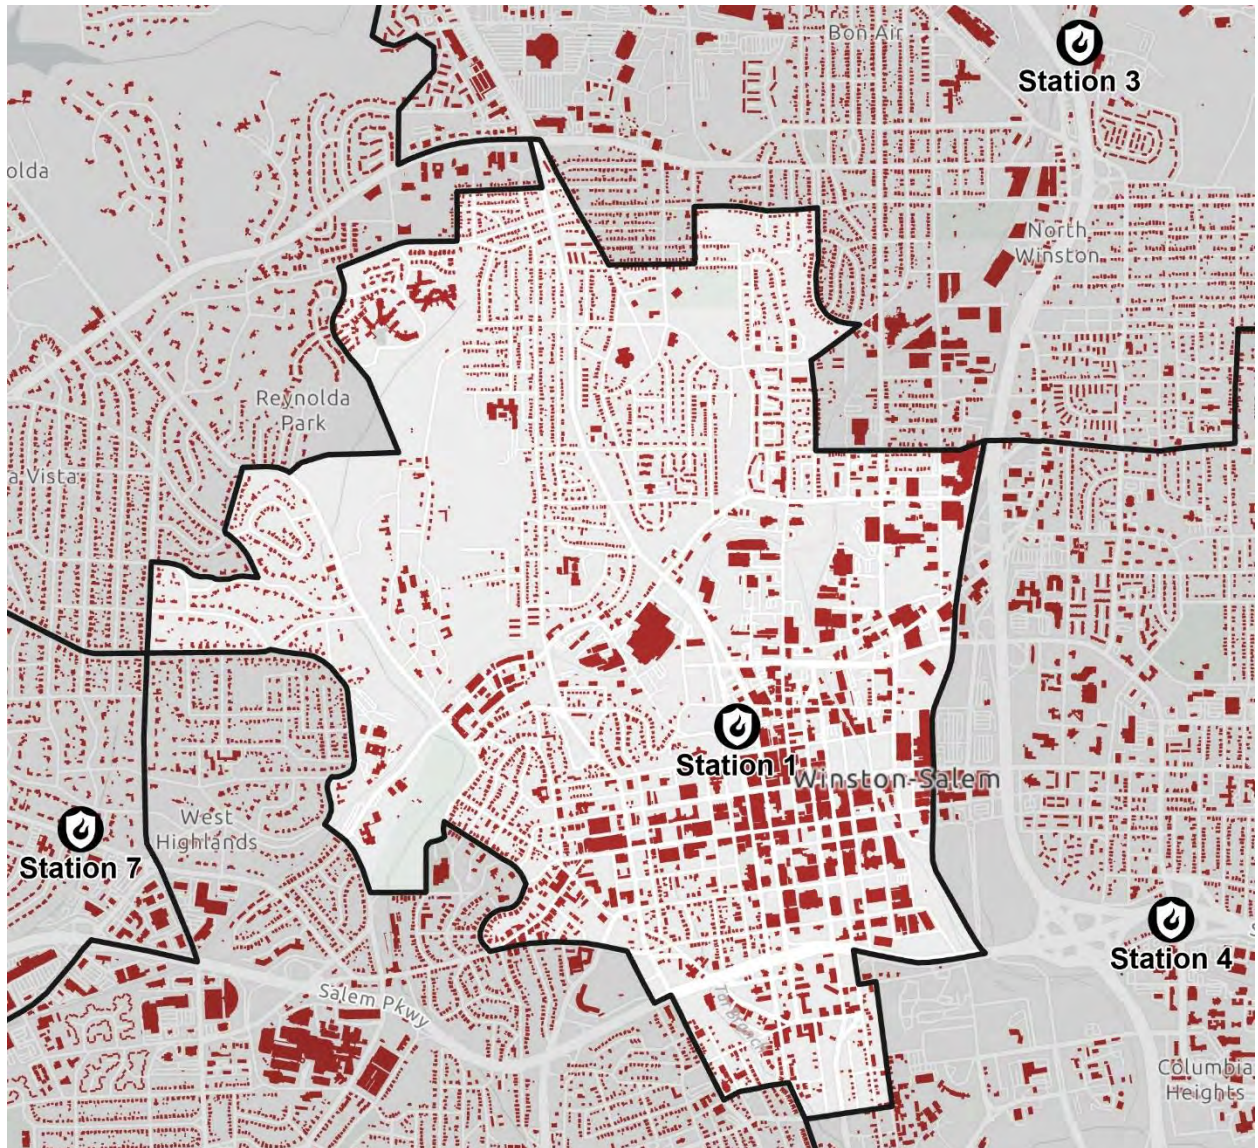 Bon Air
Station 3
olda
North
Winston
Reynolda
Park
a Vista
Station 1
Winston-Salem
West
Highlands
Station 7
Station 4
Salem Pkwy
Columbia
Heights